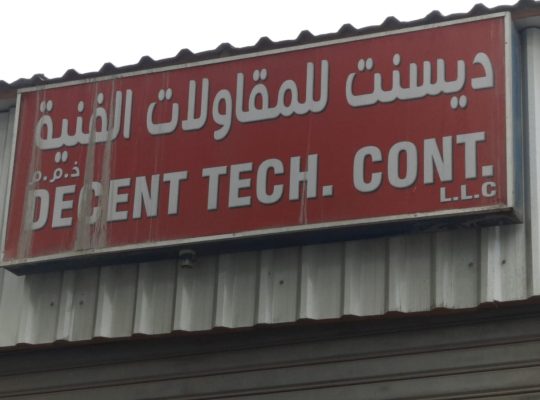 ديسنت للمقاولات الفنية
ذ.م.م.
DECENT TECH. CONT.
L.L.C